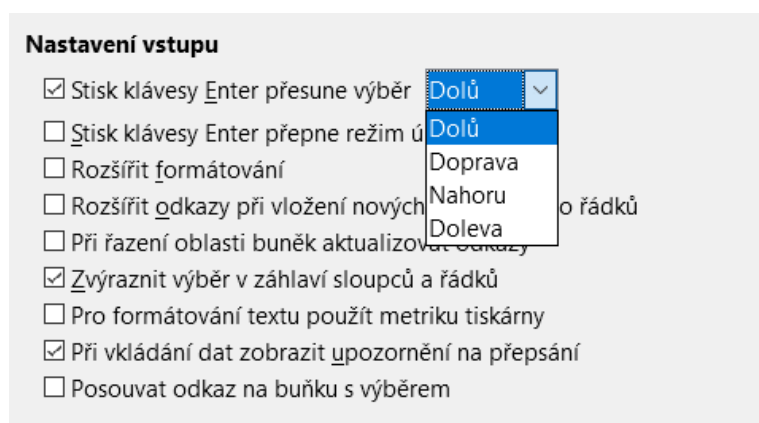 Nastavení vstupu
Stisk klávesy Enter přesune výběr Dolů
Dolů
Doprava
Nahoru
Doleva
Stisk klávesy Enter přepne režim
Rozšířit formátování
Rozšířit odkazy při vložení nových o řádků
Při řazení oblasti buněk aktualizovat odkazy
Zvýraznit výběr v záhlaví sloupců a řádků
Pro formátování textu použít metriku tiskárny
Při vkládání dat zobrazit upozornění na přepsání
Posouvat odkaz na buňku s výběrem